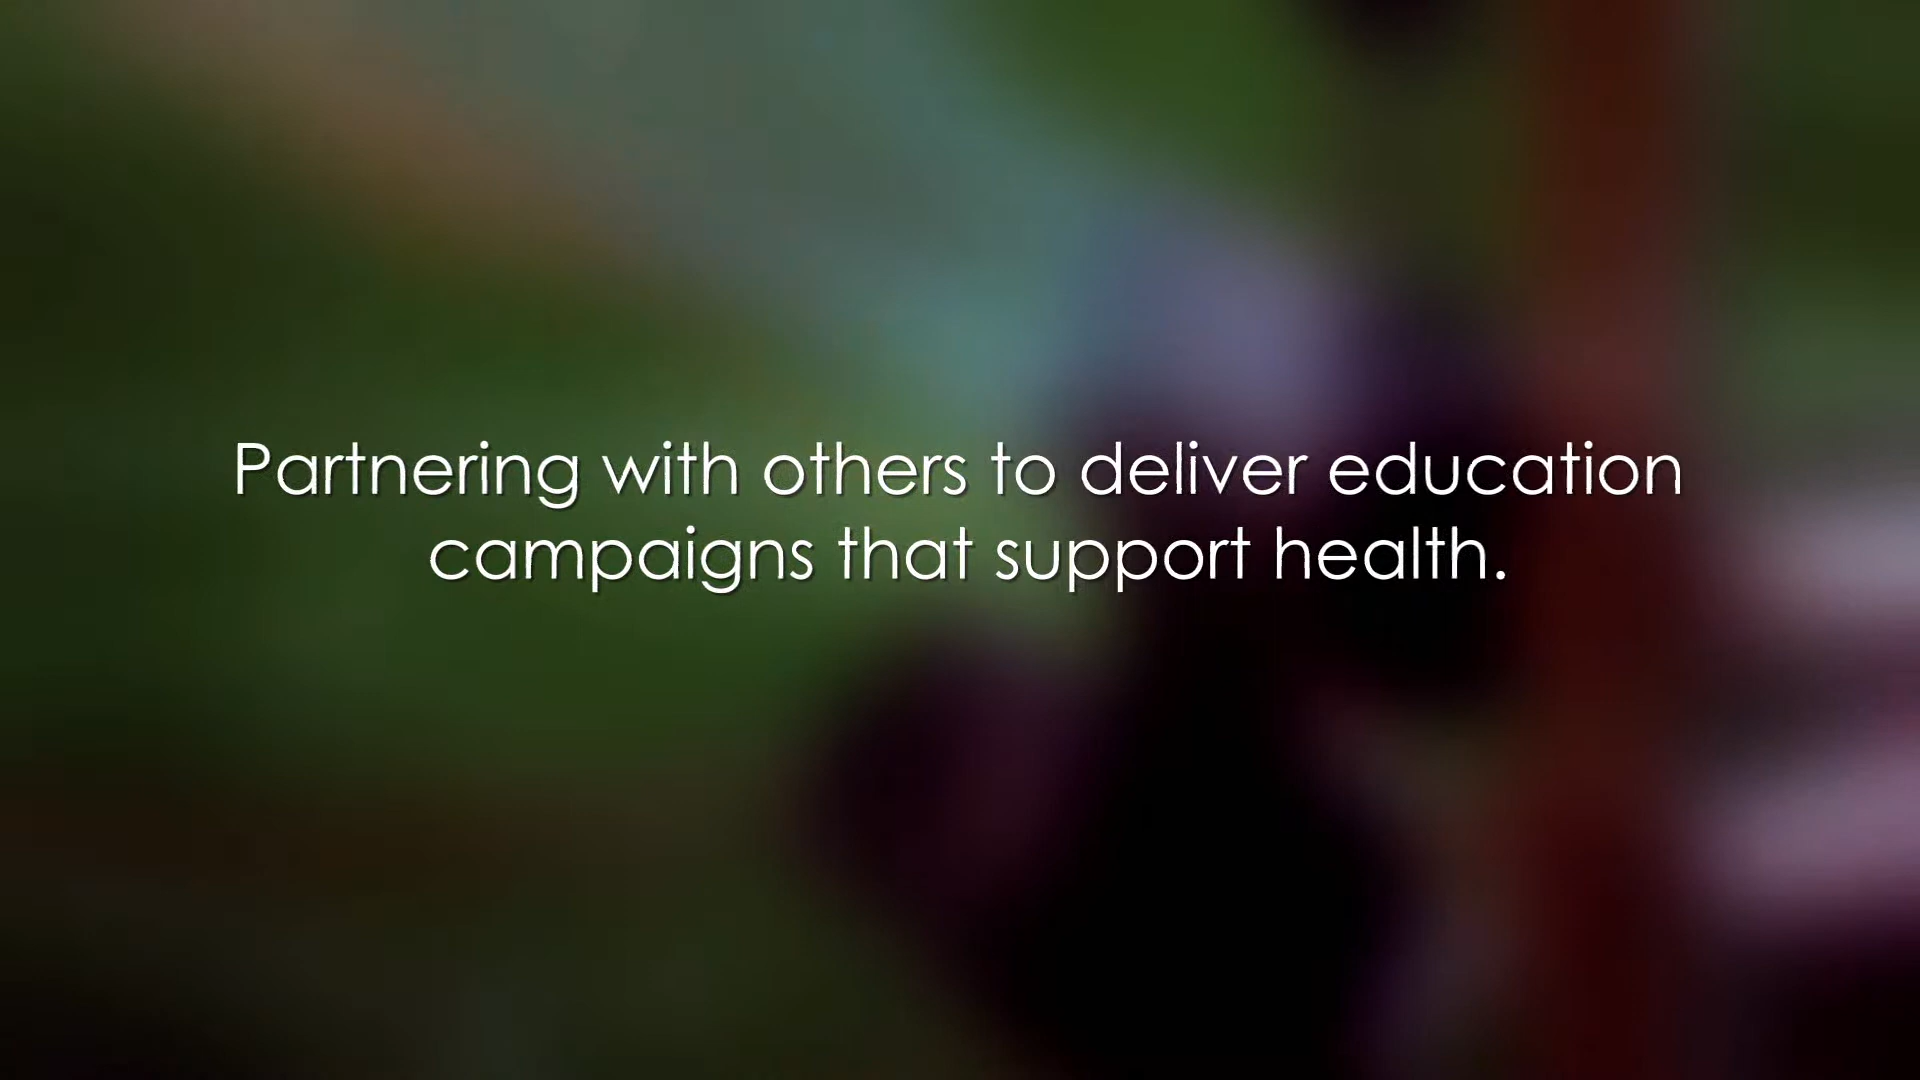 Partnering with others to deliver education
campaigns that support health.